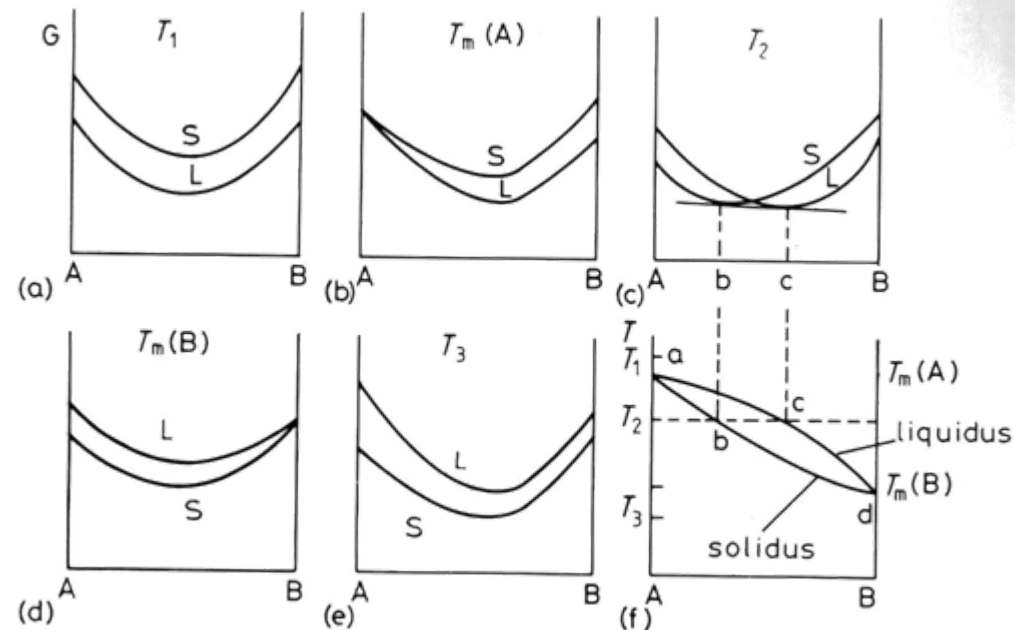 G
T1
S
L
A
B
(a)
Tm(A)
S
L
A
B
(b)
T2
S
L
A
b
c
B
(c)
Tm(B)
L
S
A
B
(d)
T3
L
S
A
B
(e)
T
T1
a
Tm(A)
T2
c
b
liquidus
Tm(B)
T3
d
solidus
A
B
(f)